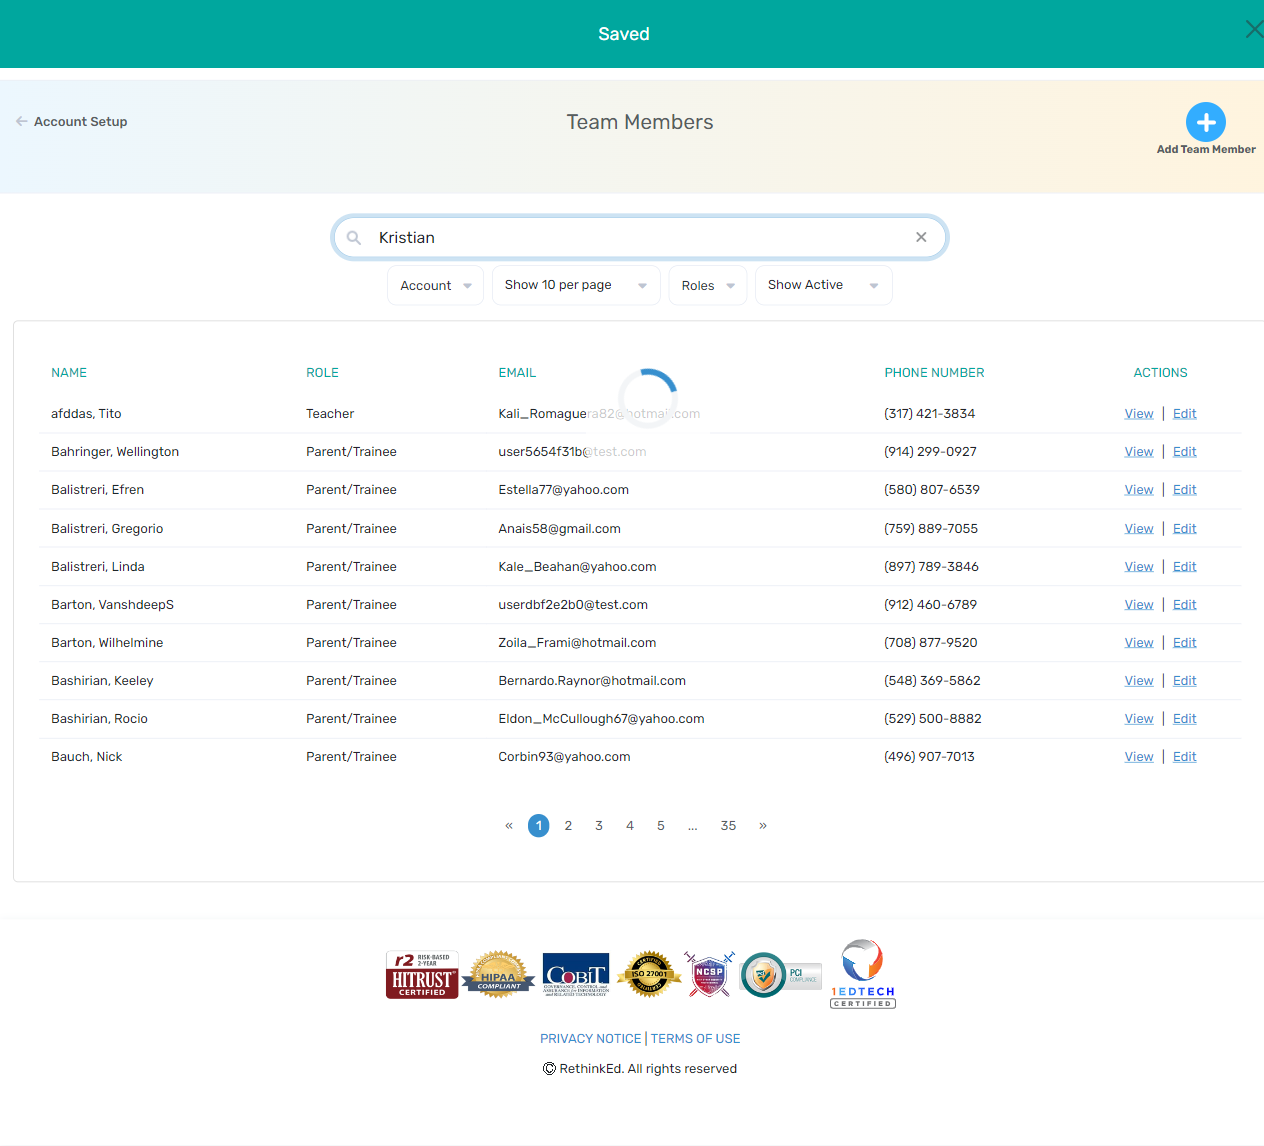 Saved
Account Setup
Team Members
Add Team Member
Kristian
Account
Show 10 per page
Roles
Show Active
NAME ROLE EMAIL PHONE NUMBER ACTIONS
afddas, Tito Teacher Kali_Romaguera82@hotmail.com (317) 421-3834 View | Edit
Bahringer, Wellington Parent/Trainee user5654f31b@test.com (914) 299-0927 View | Edit
Balistreri, Efren Parent/Trainee Estella77@yahoo.com (580) 807-6539 View | Edit
Balistreri, Gregorio Parent/Trainee Anais58@gmail.com (759) 889-7055 View | Edit
Balistreri, Linda Parent/Trainee Kale_Beahan@yahoo.com (897) 789-3846 View | Edit
Barton, VanshdeepS Parent/Trainee userdbf2e2b0@test.com (912) 460-6789 View | Edit
Barton, Wilhelmine Parent/Trainee Zoila_Frami@hotmail.com (708) 877-9520 View | Edit
Bashirian, Keeley Parent/Trainee Bernardo.Raynor@hotmail.com (548) 369-5862 View | Edit
Bashirian, Rocio Parent/Trainee Eldon_McCullough67@yahoo.com (529) 500-8882 View | Edit
Bauch, Nick Parent/Trainee Corbin93@yahoo.com (496) 907-7013 View | Edit
« 1 2 3 4 5 ... 35 »
r2 RISK-BASED
2-YEAR
HITRUST
CERTIFIED
HIPAA
COMPLIANT
COBIT
GOVERNANCE, CONTROL and
ASSURANCE for INFORMATION
and RELATED TECHNOLOGY
ISO 27001
NCSP
PCI
COMPLIANCE
1EDTECH
CERTIFIED
PRIVACY NOTICE | TERMS OF USE
© RethinkEd. All rights reserved